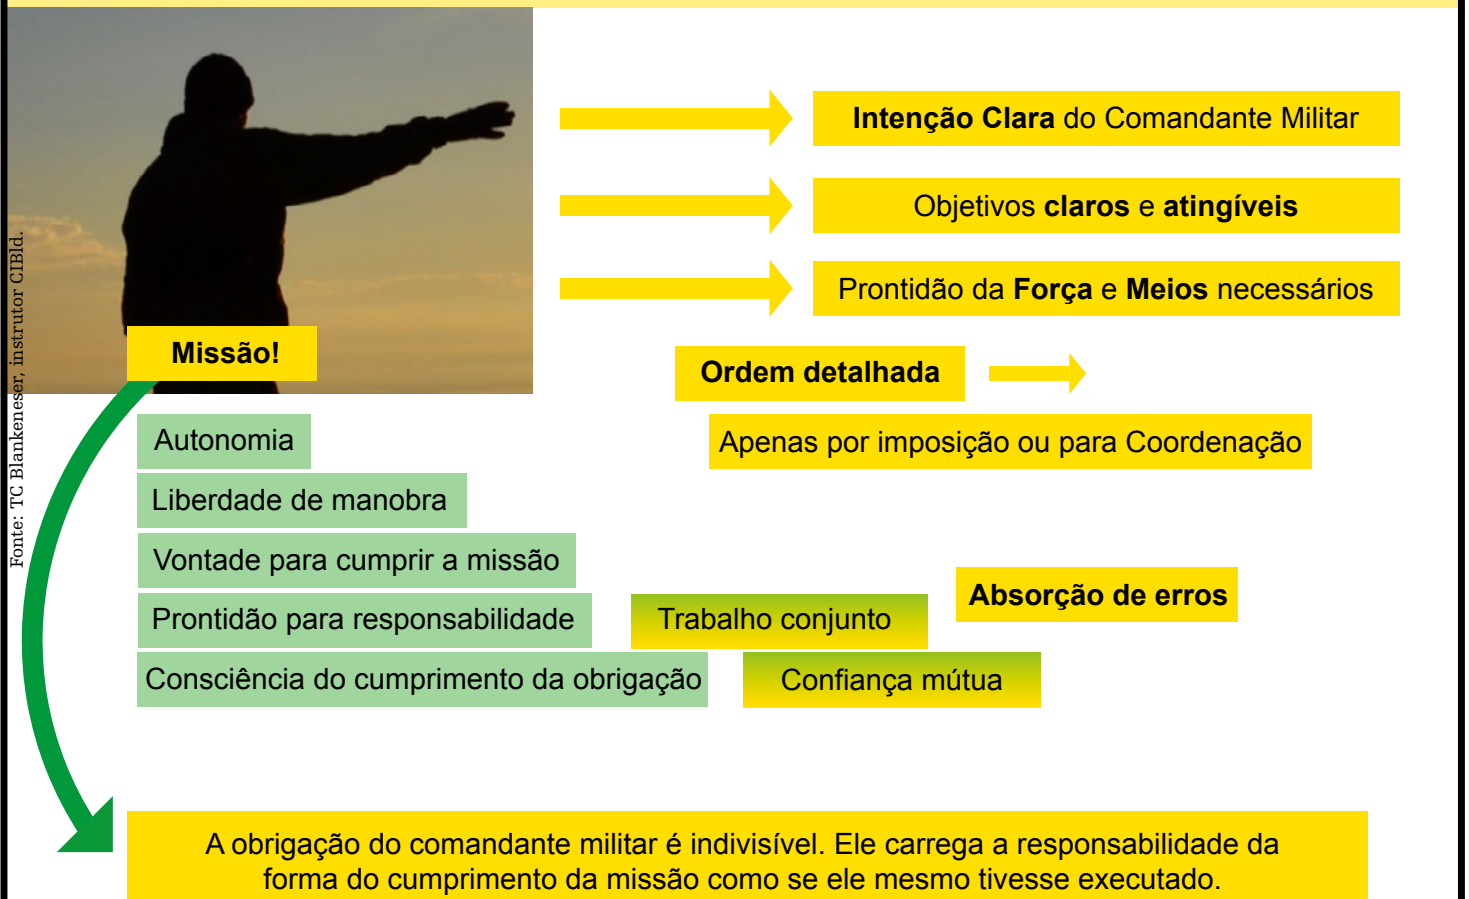 Intenção Clara do Comandante Militar
Objetivos claros e atingíveis
Prontidão da Força e Meios necessários
Missão!
Ordem detalhada
Apenas por imposição ou para Coordenação
Autonomia
Liberdade de manobra
Vontade para cumprir a missão
Prontidão para responsabilidade
Trabalho conjunto
Absorção de erros
Consciência do cumprimento da obrigação
Confiança mútua
A obrigação do comandante militar é indivisível. Ele carrega a responsabilidade da
forma do cumprimento da missão como se ele mesmo tivesse executado.
Fonte: TC Blankeneser, instrutor CIBld.